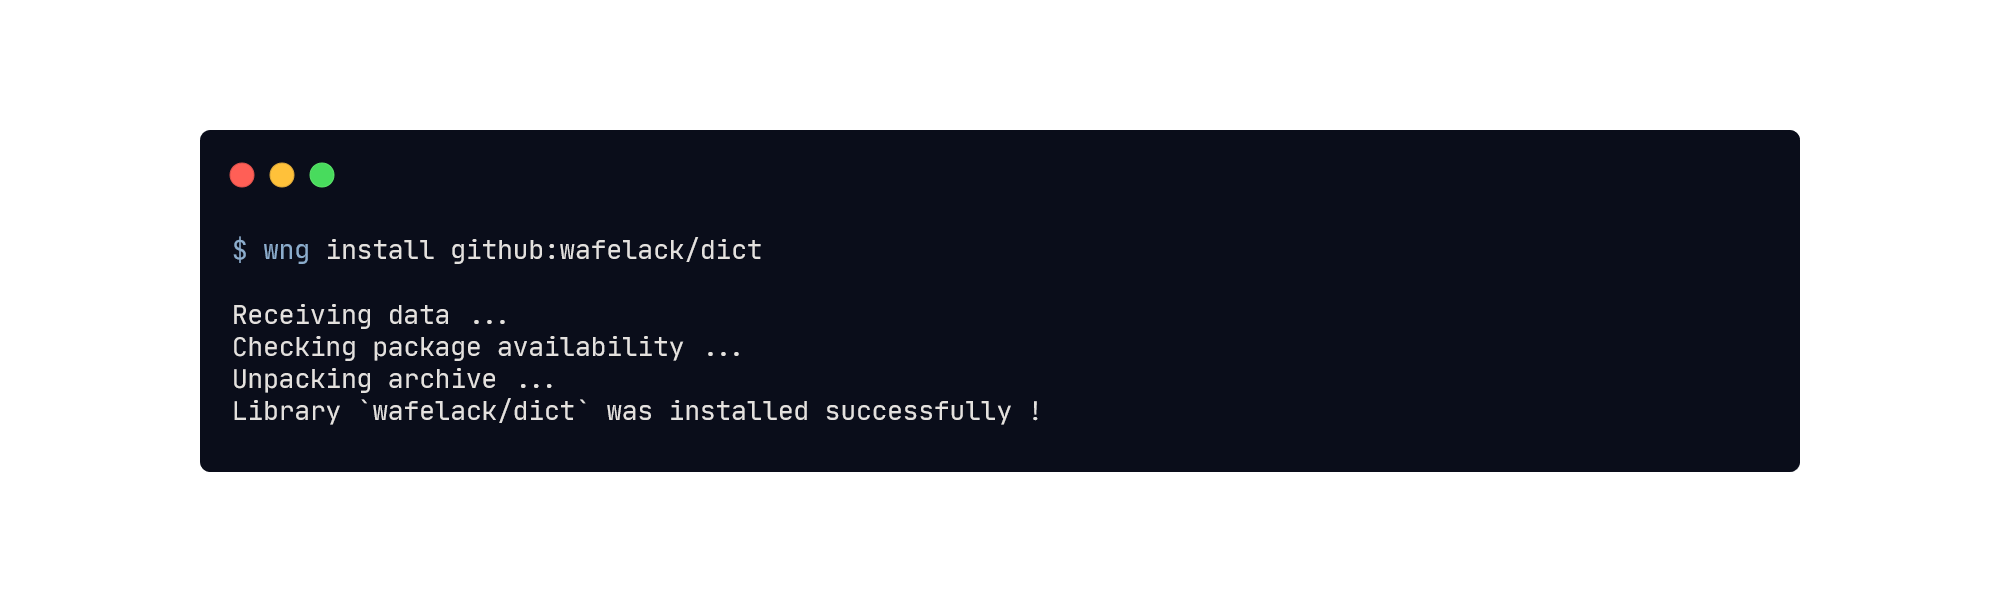 $ wng install github:wafelack/dict
Receiving data ...
Checking package availability ...
Unpacking archive ...
Library `wafelack/dict` was installed successfully !